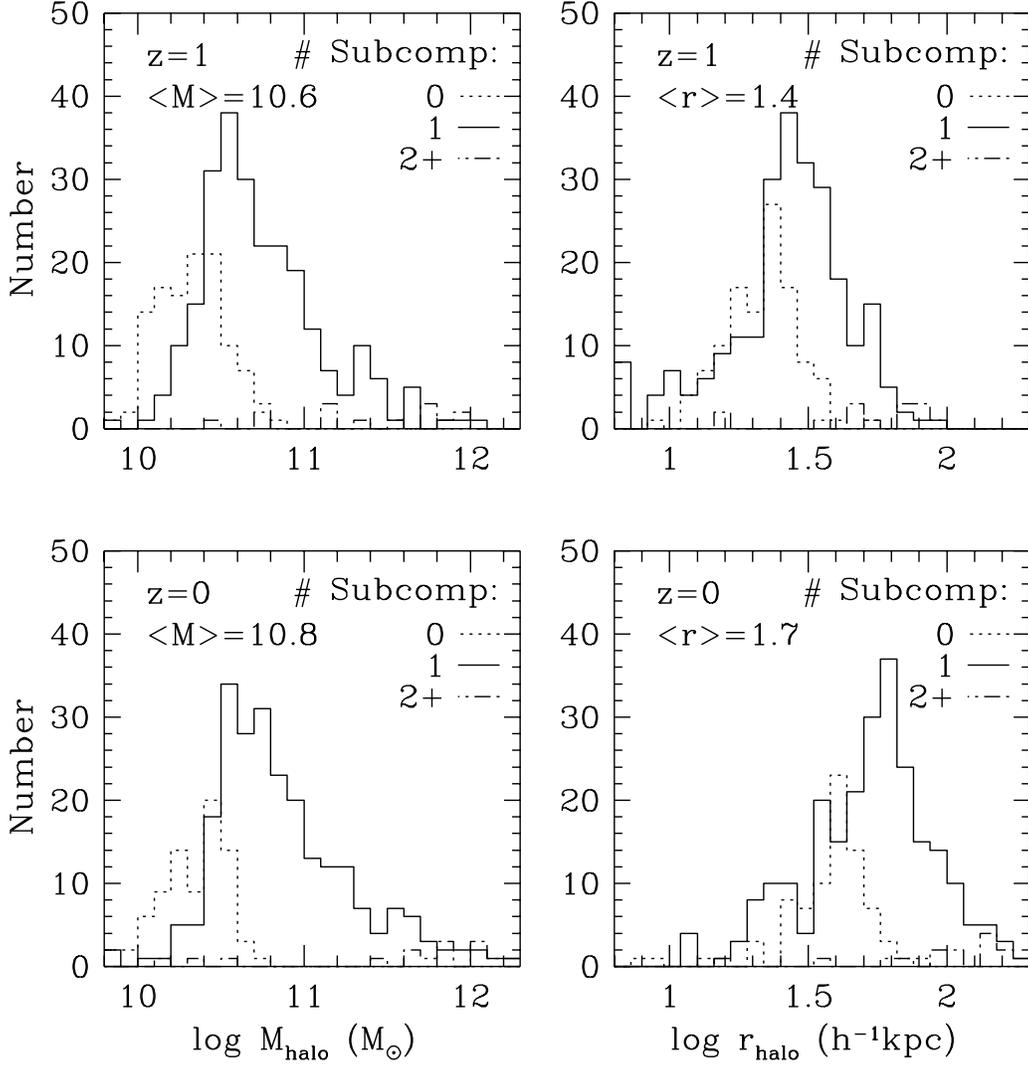 50
40
30
20
10
0
Number
z=1 # Subcomp:
<M>=10.6 0
1
2+
10 11 12
50
40
30
20
10
0
z=1 # Subcomp:
<r>=1.4 0
1
2+
1 1.5 2
50
40
30
20
10
0
Number
z=0 # Subcomp:
<M>=10.8 0
1
2+
10 11 12
log M_halo (M_⊙)
50
40
30
20
10
0
z=0 # Subcomp:
<r>=1.7 0
1
2+
1 1.5 2
log r_halo (h⁻¹kpc)